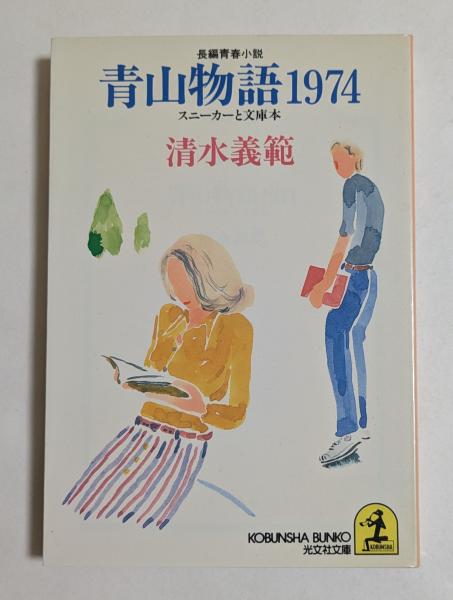 長編青春小説
青山物語1974
スニーカーと文庫本
清水義範
KOBUNSHA BUNKO
光文社文庫
KOBUNSHA